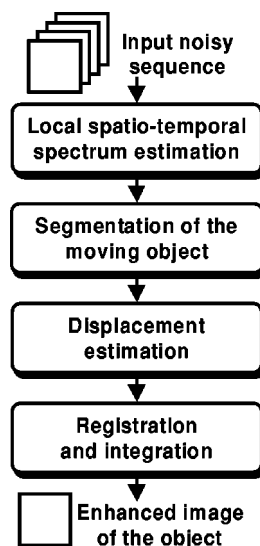 Input noisy
sequence
Local spatio-temporal
spectrum estimation
Segmentation of the
moving object
Displacement
estimation
Registration
and integration
Enhanced image
of the object